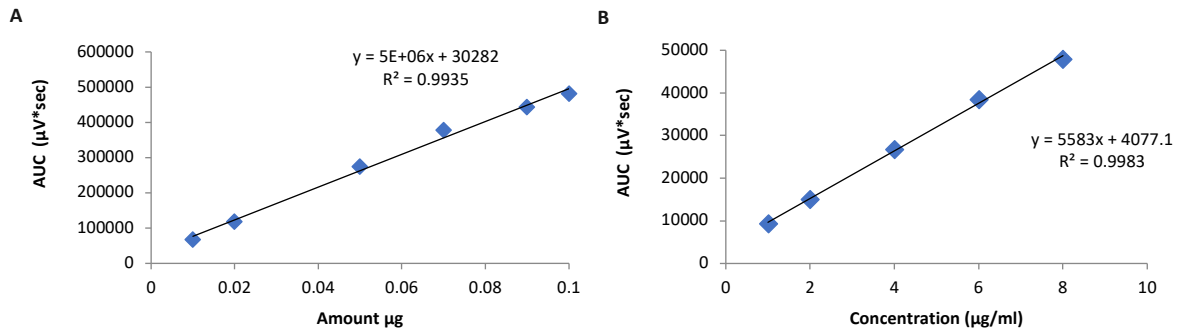 A
y = 5E+06x + 30282
R² = 0.9935
AUC (µV*sec)
600000
500000
400000
300000
200000
100000
0
0
0.02
0.04
0.06
0.08
0.1
Amount µg
B
y = 5583x + 4077.1
R² = 0.9983
AUC (µV*sec)
50000
40000
30000
20000
10000
0
0
2
4
6
8
10
Concentration (µg/ml)